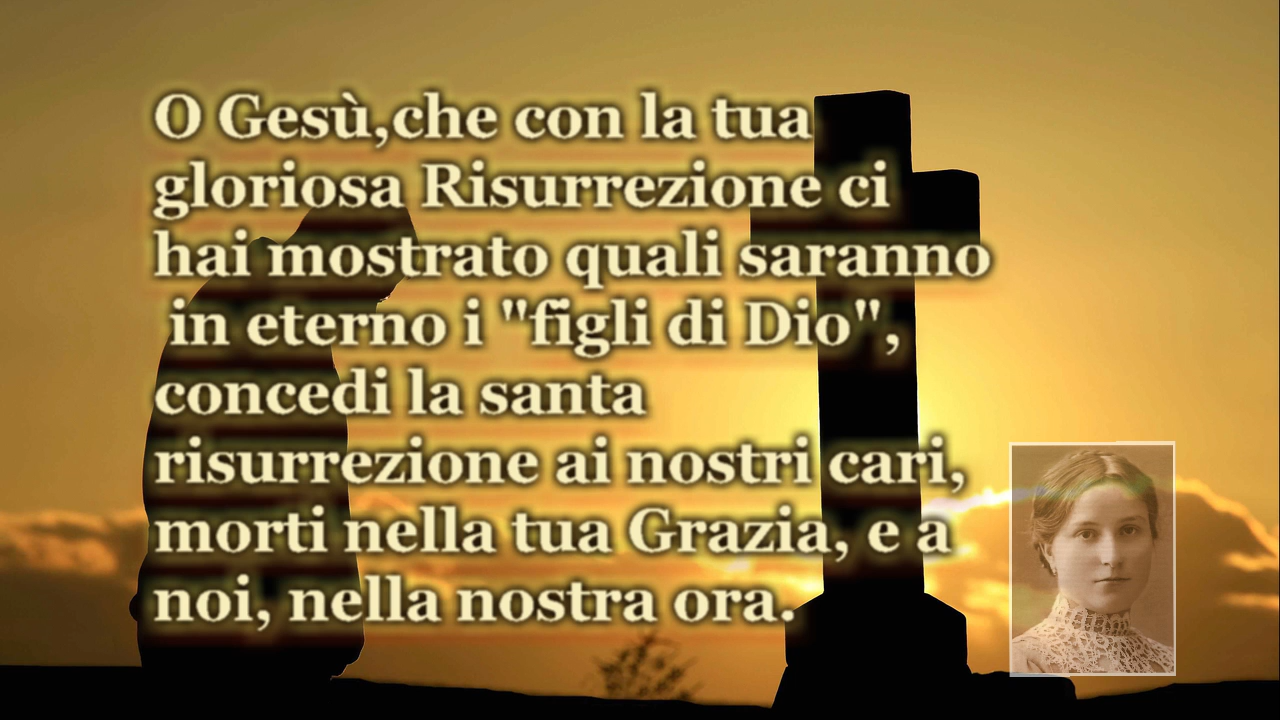 O Gesù,che con la tua
gloriosa Risurrezione ci
hai mostrato quali saranno
in eterno i "figli di Dio",
concedi la santa
risurrezione ai nostri cari,
morti nella tua Grazia, e a
noi, nella nostra ora.